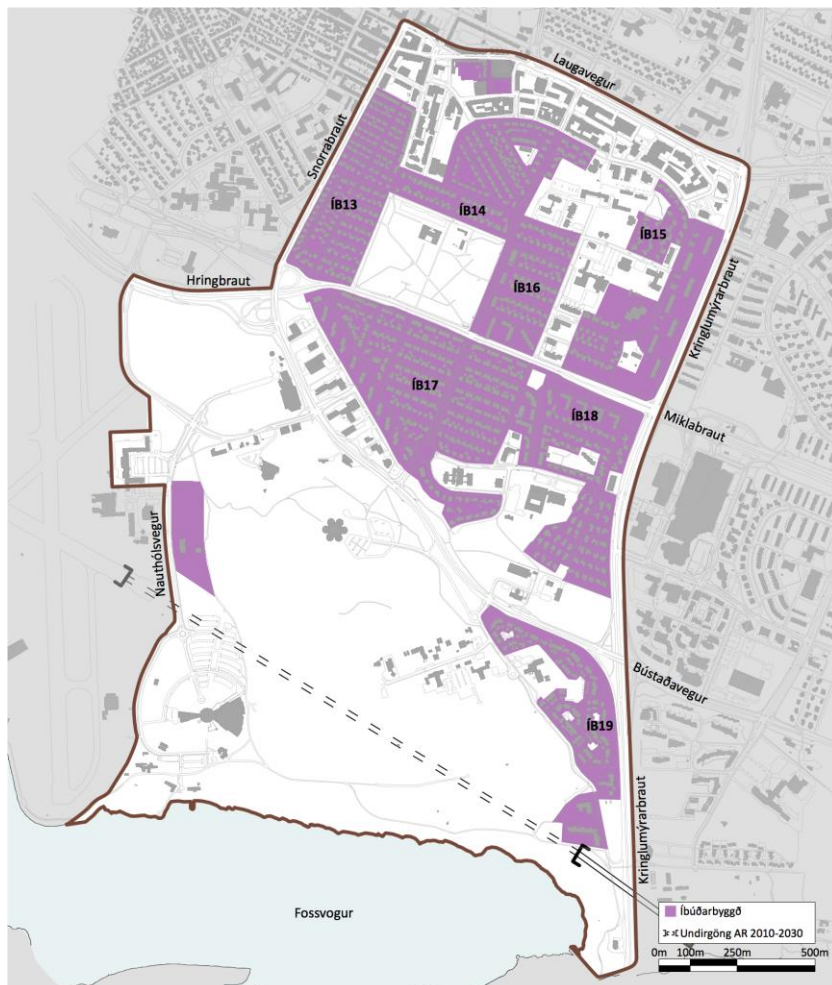 Laugavegur
Snorrabraut
ÍB13
ÍB14
ÍB15
Hringbraut
ÍB16
Kringlumýrarbraut
ÍB17
ÍB18
Miklabraut
Nauthólsvegur
Bústaðavegur
ÍB19
Kringlumýrarbraut
Fossvogur
Íbúðarbyggð
Undirgöng AR 2010-2030
0m 100m 250m 500m